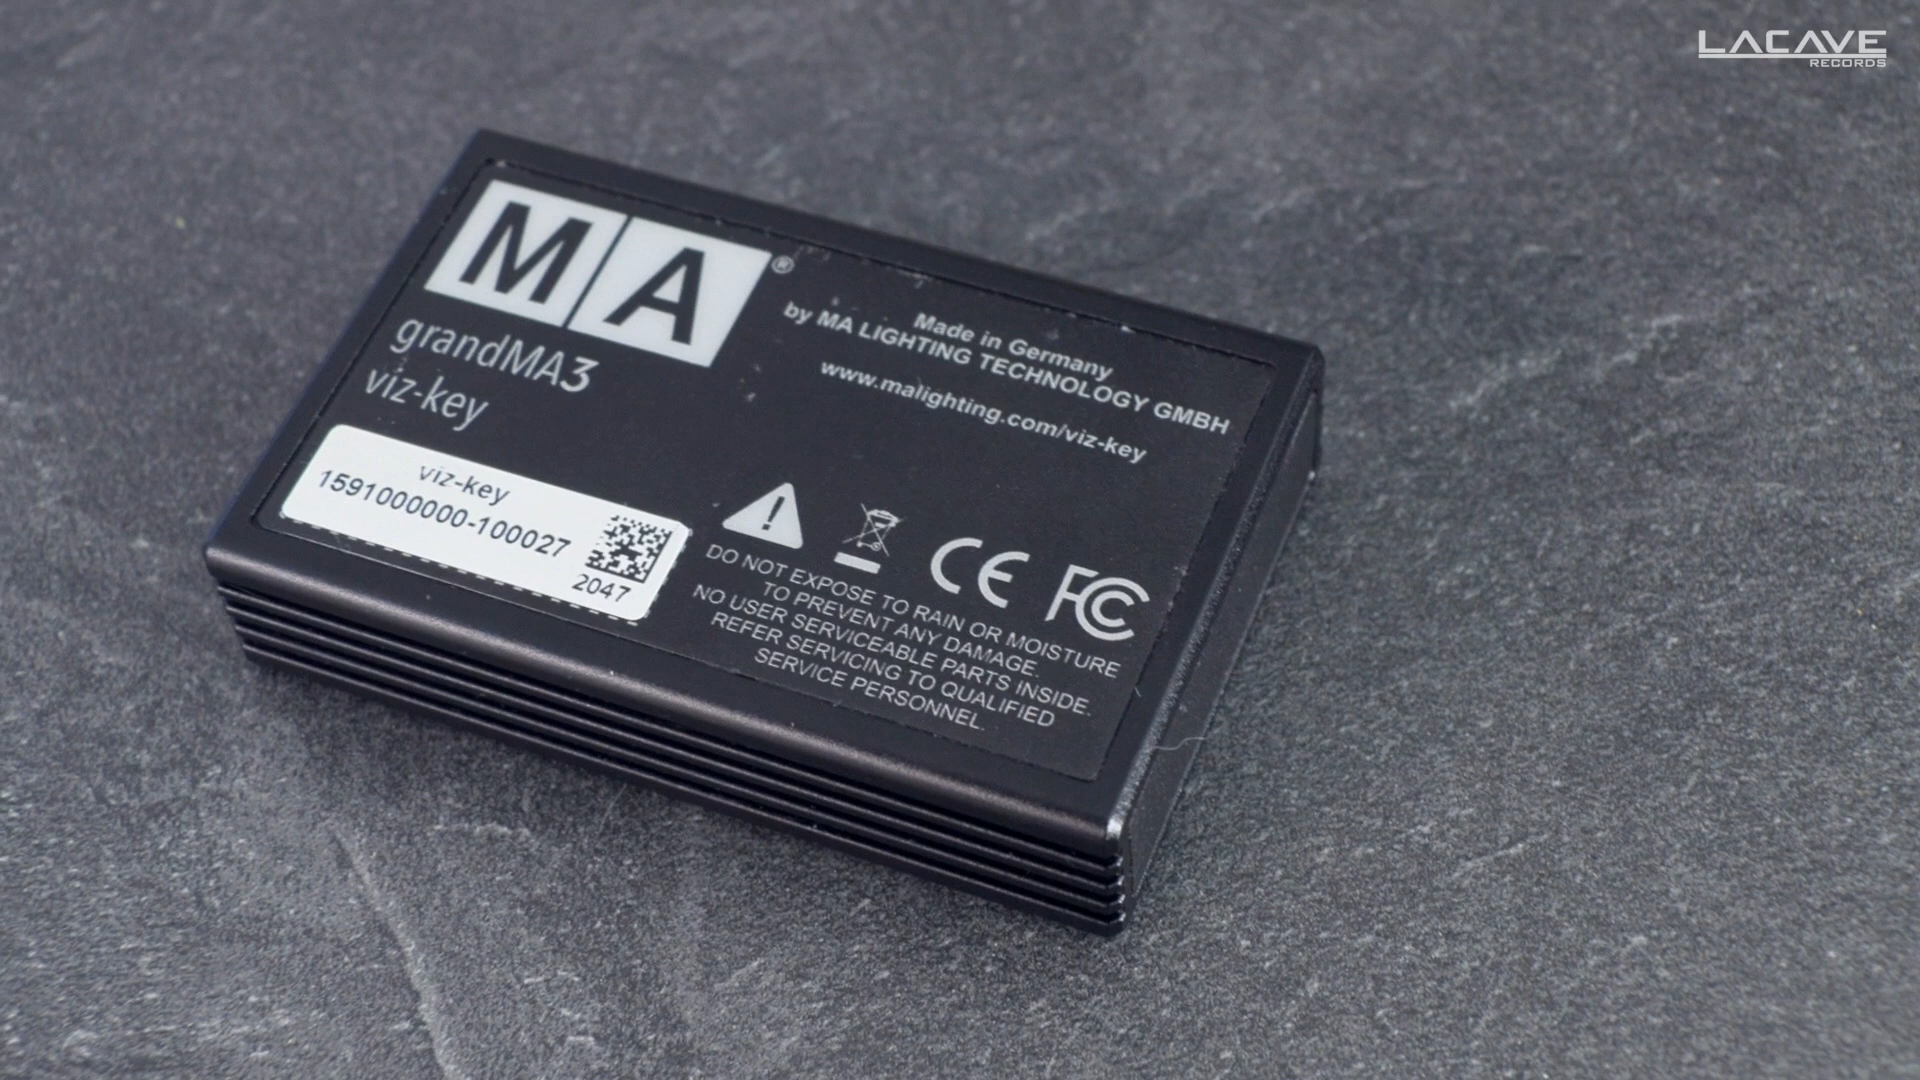 LACAVE
RECORDS
MA®
grandMA3
viz-key
Made in Germany
by MA LIGHTING TECHNOLOGY GMBH
www.malighting.com/viz-key
viz-key
1591000000-100027
2047
CE FC
DO NOT EXPOSE TO RAIN OR MOISTURE
TO PREVENT ANY DAMAGE.
NO USER SERVICEABLE PARTS INSIDE.
REFER SERVICING TO QUALIFIED
SERVICE PERSONNEL.